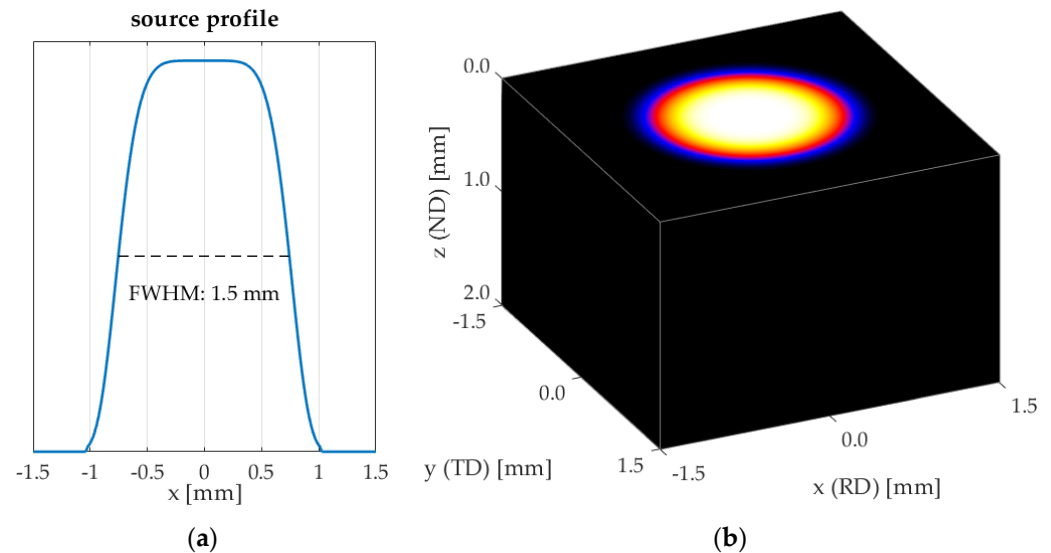 source profile
FWHM: 1.5 mm
-1.5 -1 -0.5 0 0.5 1 1.5
x [mm]
(a)
0.0
1.0
2.0
z (ND) [mm]
-1.5
0.0
1.5
y (TD) [mm]
-1.5
0.0
1.5
x (RD) [mm]
(b)